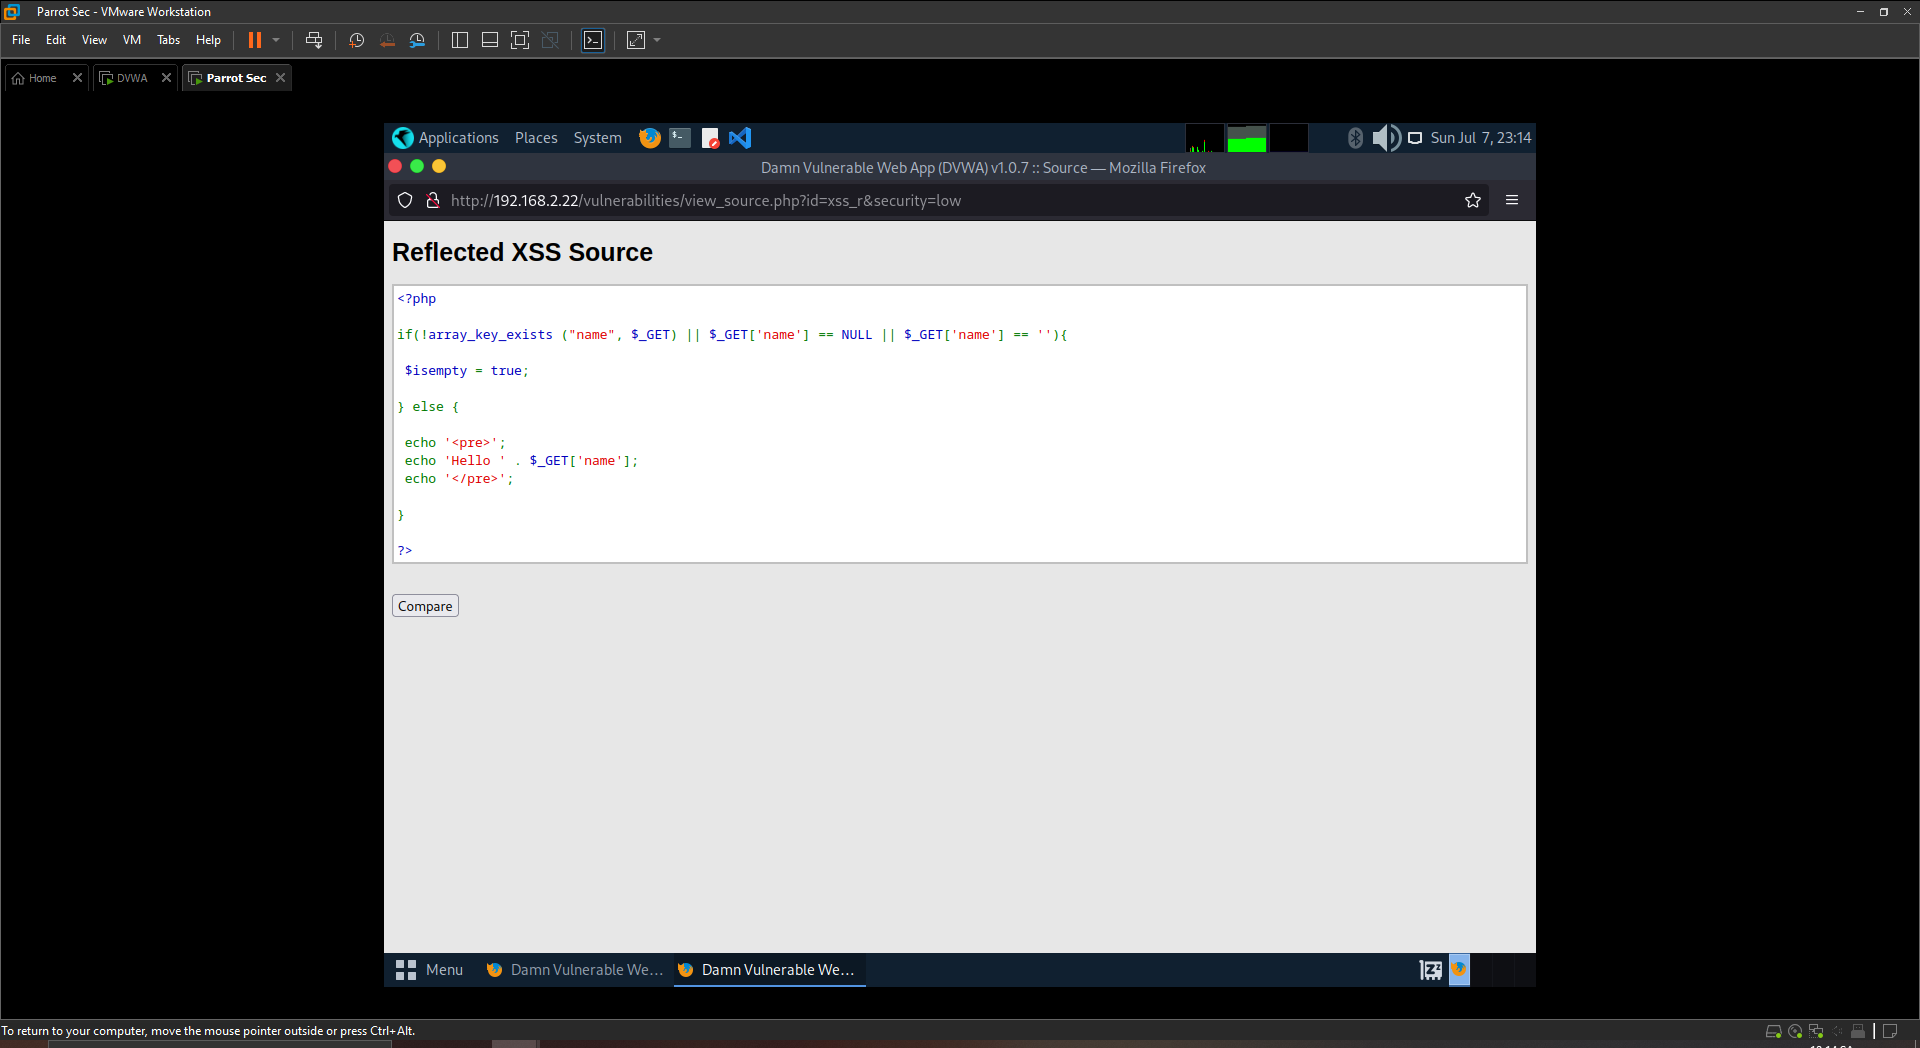 Parrot Sec - VMware Workstation
File Edit View VM Tabs Help
Home DVWA Parrot Sec
Applications Places System Sun Jul 7, 23:14
Damn Vulnerable Web App (DVWA) v1.0.7 :: Source — Mozilla Firefox
http://192.168.2.22/vulnerabilities/view_source.php?id=xss_r&security=low
Reflected XSS Source
<?php
if(!array_key_exists ("name", $_GET) || $_GET['name'] == NULL || $_GET['name'] == ''){
$isempty = true;
} else {
echo '<pre>';
echo 'Hello ' . $_GET['name'];
echo '</pre>';
}
?>
Compare
Menu Damn Vulnerable We... Damn Vulnerable We...
To return to your computer, move the mouse pointer outside or press Ctrl+Alt.